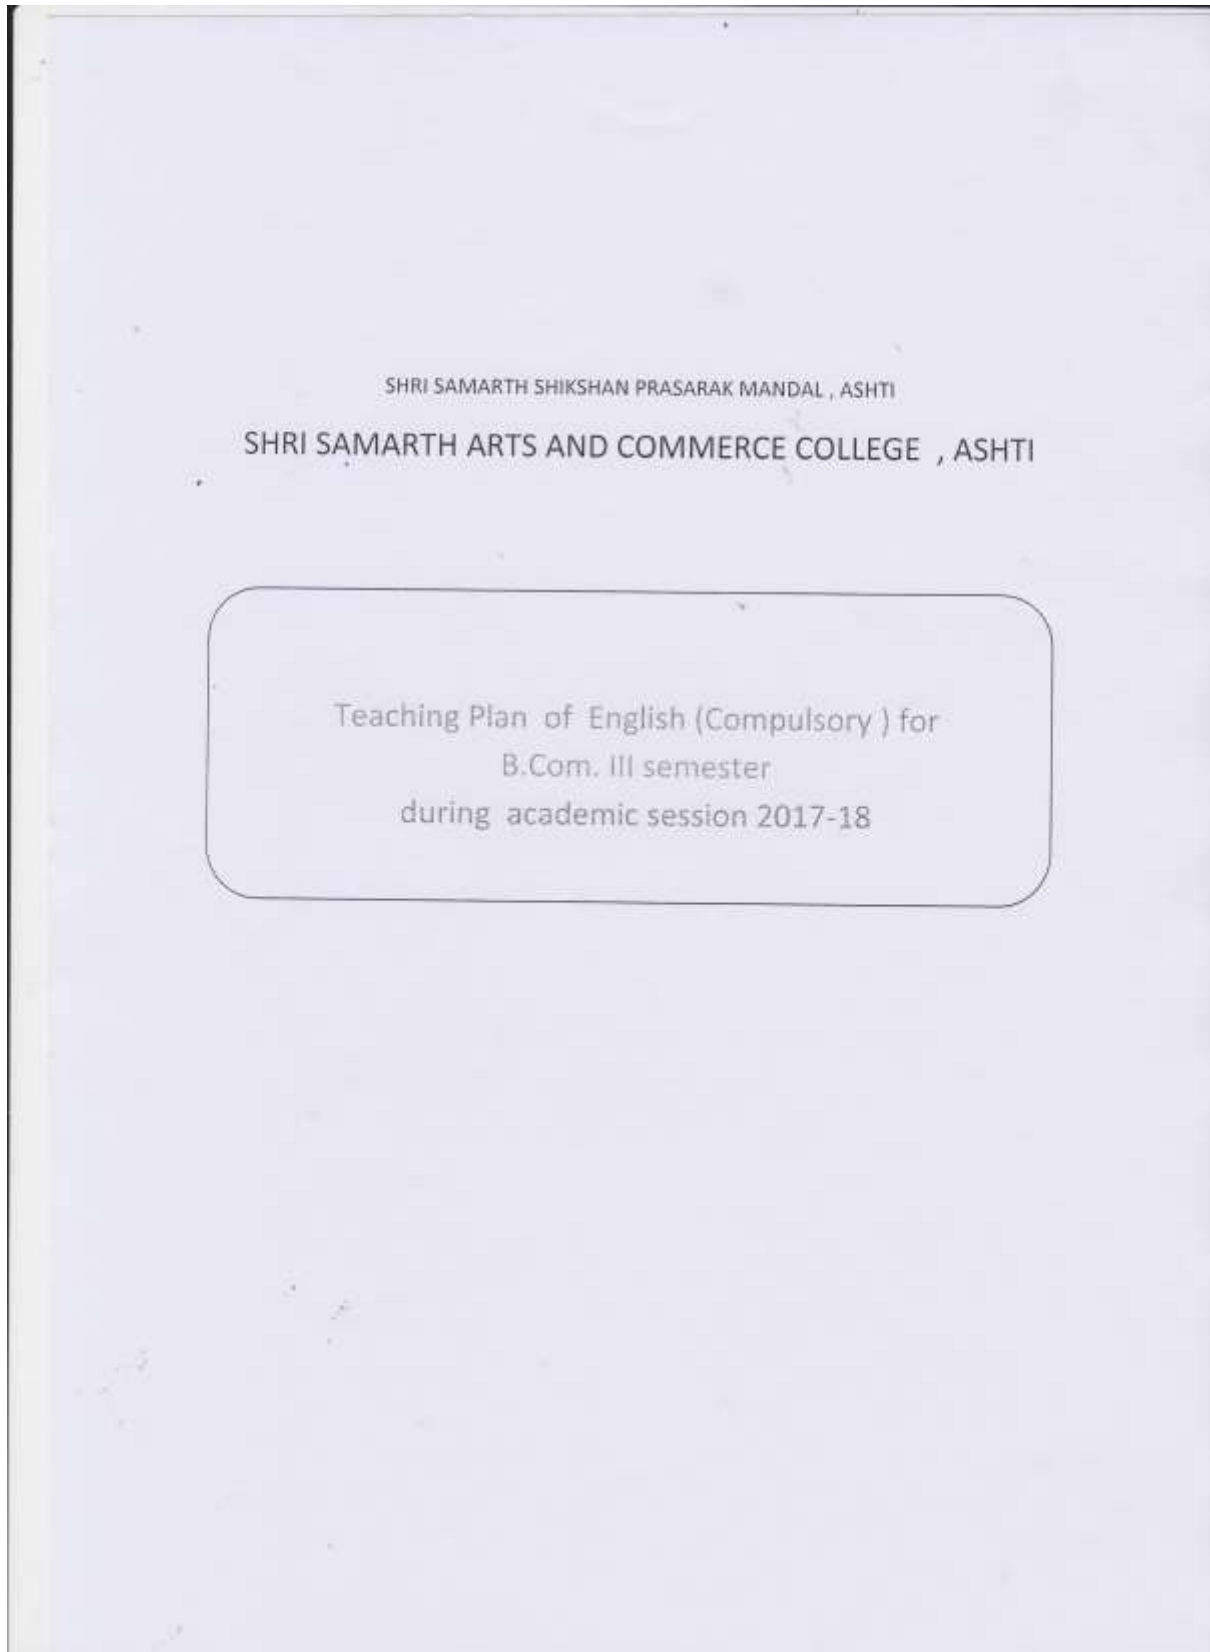 SHRI SAMARTH SHIKSHAN PRASARAK MANDAL , ASHTI
SHRI SAMARTH ARTS AND COMMERCE COLLEGE , ASHTI
Teaching Plan of English (Compulsory ) for
B.Com. III semester
during academic session 2017-18